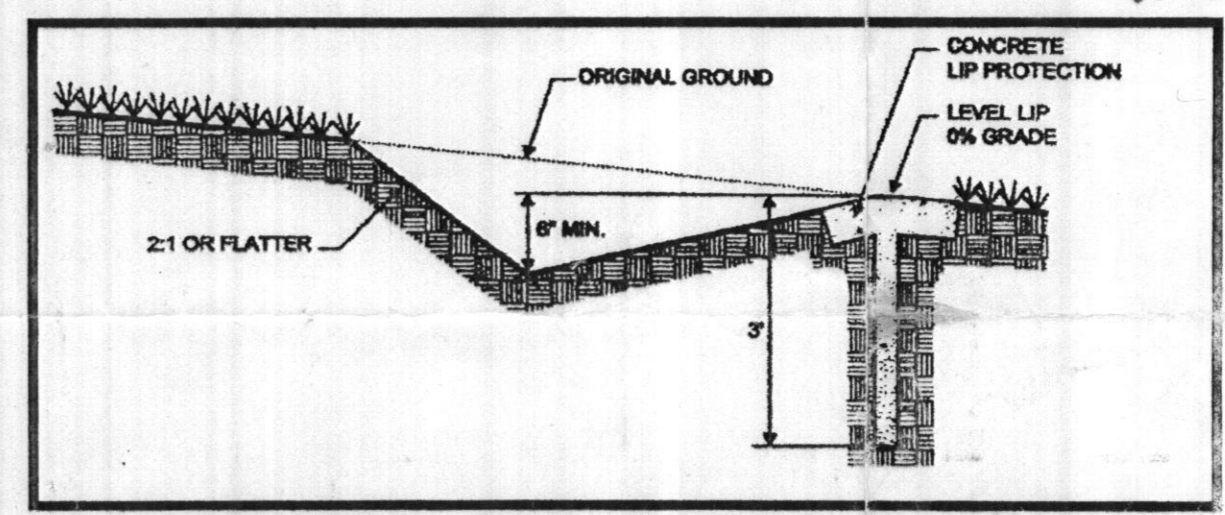 CONCRETE
LIP PROTECTION
ORIGINAL GROUND
LEVEL LIP
0% GRADE
6" MIN.
2:1 OR FLATTER
3'